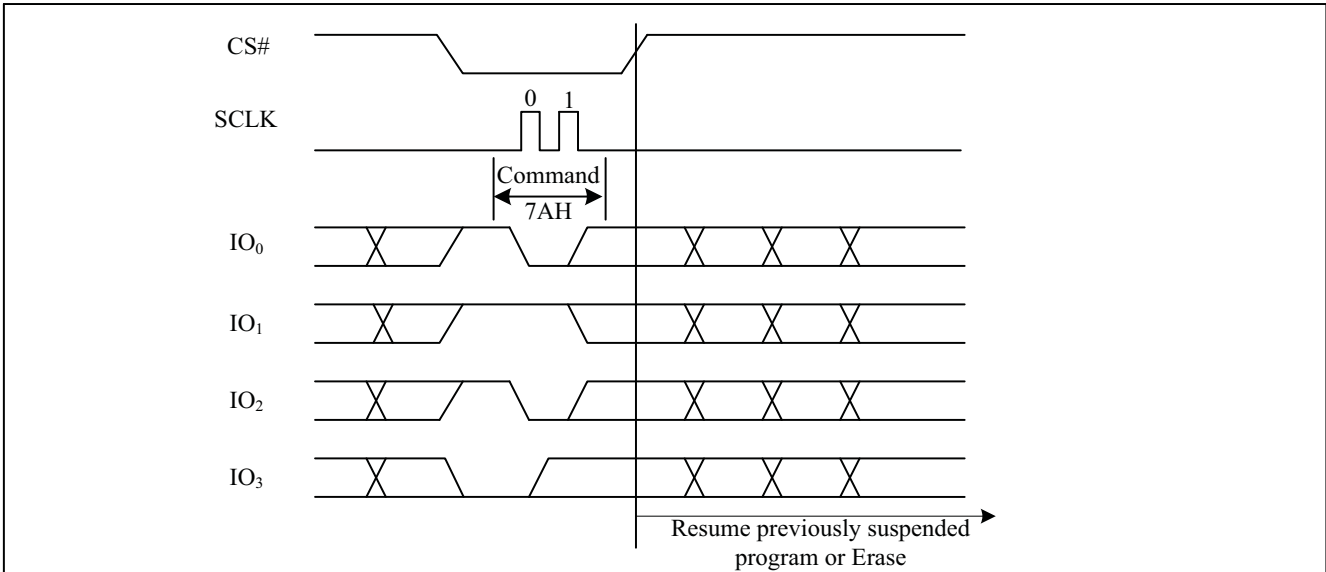 CS#
SCLK
0 1
Command
7AH
IO₀
IO₁
IO₂
IO₃
Resume previously suspended
program or Erase